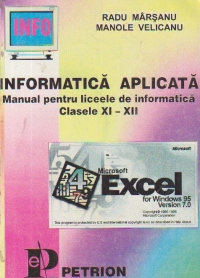 RADU MÂRȘANU
MANOLE VELICANU
INFO
INFORMATICĂ APLICATĂ
Manual pentru liceele de informatică
Clasele XI - XII
Microsoft
Microsoft
Excel
for Windows 95
Version 7.0
PETRION